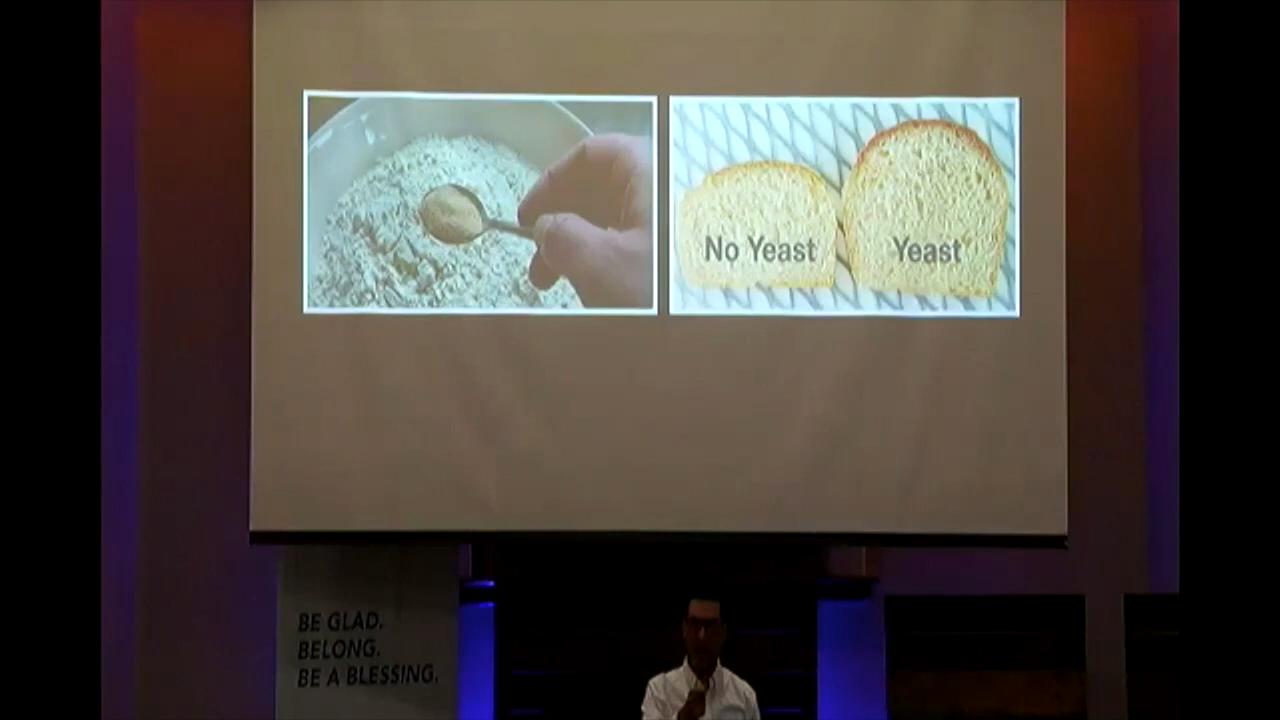 No Yeast
Yeast
BE GLAD.
BELONG.
BE A BLESSING.